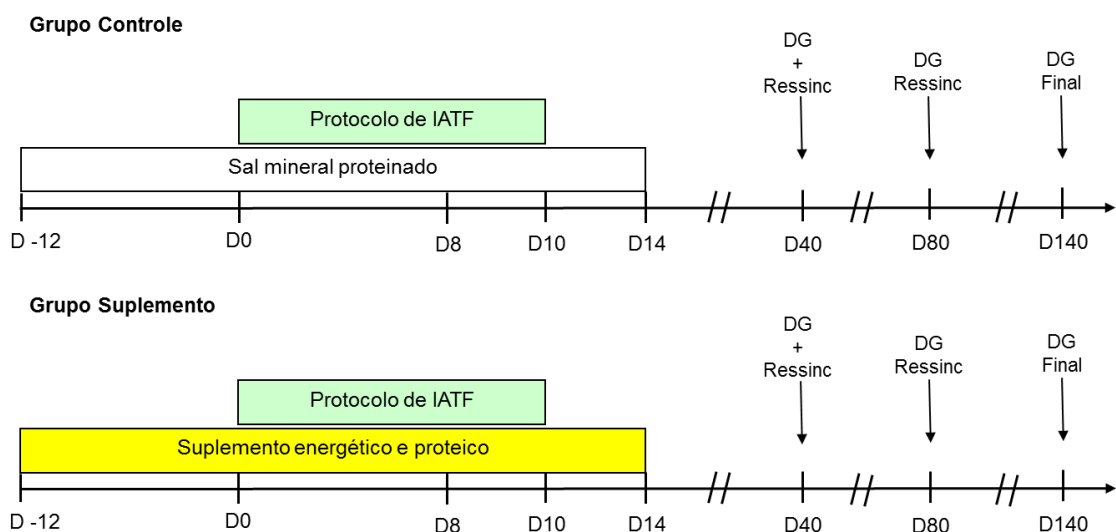 Grupo Controle
DG
+
Ressinc
DG
Ressinc
DG
Final
Protocolo de IATF
Sal mineral proteinado
D -12
D0
D8
D10
D14
D40
D80
D140
Grupo Suplemento
DG
+
Ressinc
DG
Ressinc
DG
Final
Protocolo de IATF
Suplemento energético e proteico
D -12
D0
D8
D10
D14
D40
D80
D140